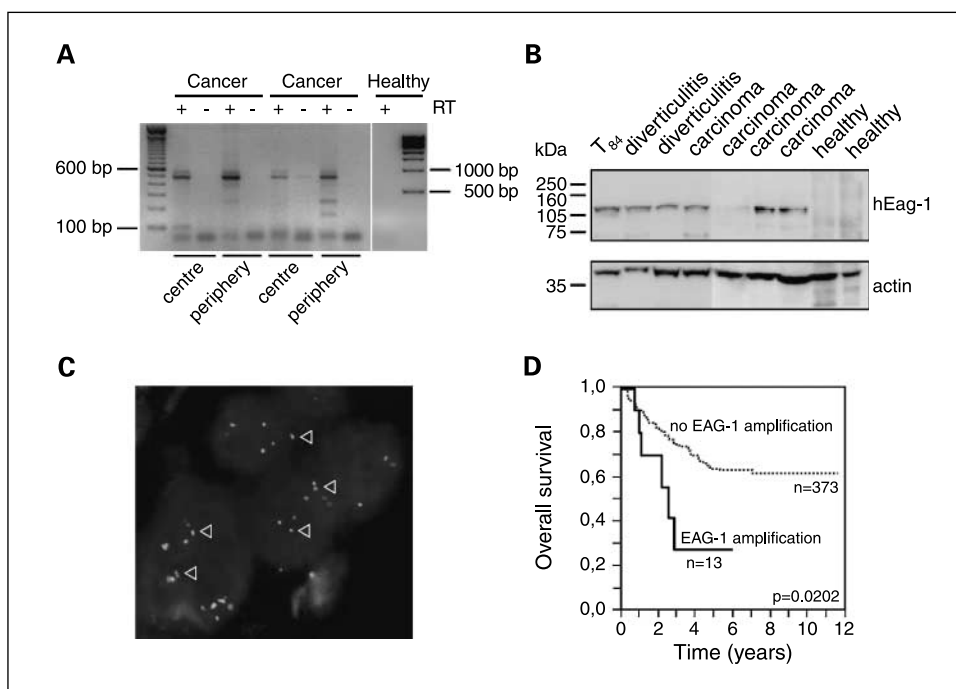 A
Cancer Cancer Healthy
+ - + - + - + - + RT
600 bp
1000 bp
500 bp
100 bp
centre periphery centre periphery
B
T84 diverticulitis diverticulitis carcinoma carcinoma carcinoma carcinoma healthy healthy
kDa
250
160
105
75
hEag-1
35
actin
C
D
Overall survival
1,0
0,8
0,6
0,4
0,2
0,0
no EAG-1 amplification
n=373
EAG-1 amplification
n=13
p=0.0202
0 2 4 6 8 10 12
Time (years)